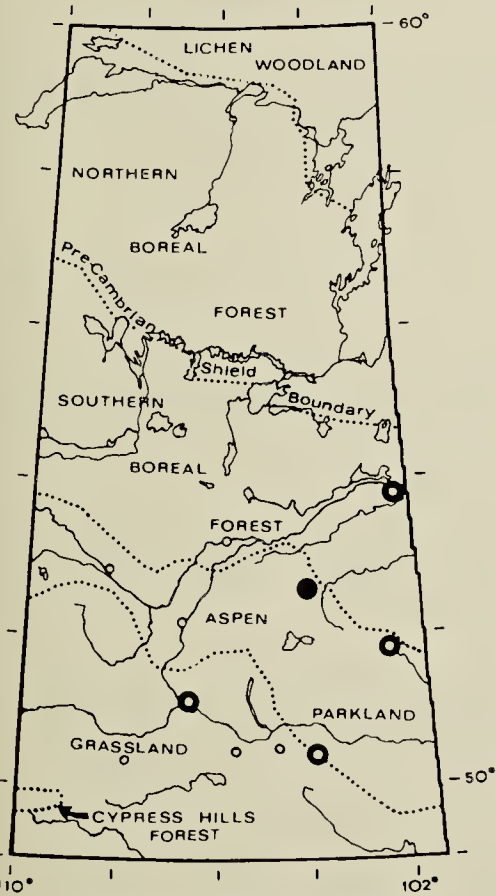 60°
LICHEN
WOODLAND
NORTHERN
BOREAL
Pre-Cambrian
FOREST
Shield
SOUTHERN
Boundary
BOREAL
FOREST
ASPEN
PARKLAND
GRASSLAND
50°
CYPRESS HILLS
FOREST
10°
102°